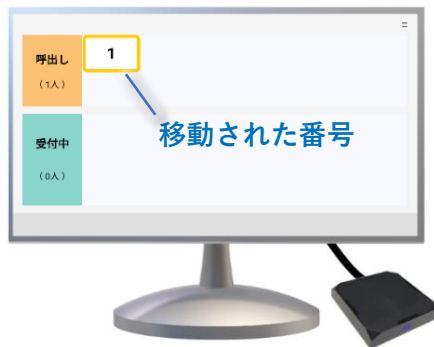 呼出し
1
（1人）
移動された番号
受付中
（0人）